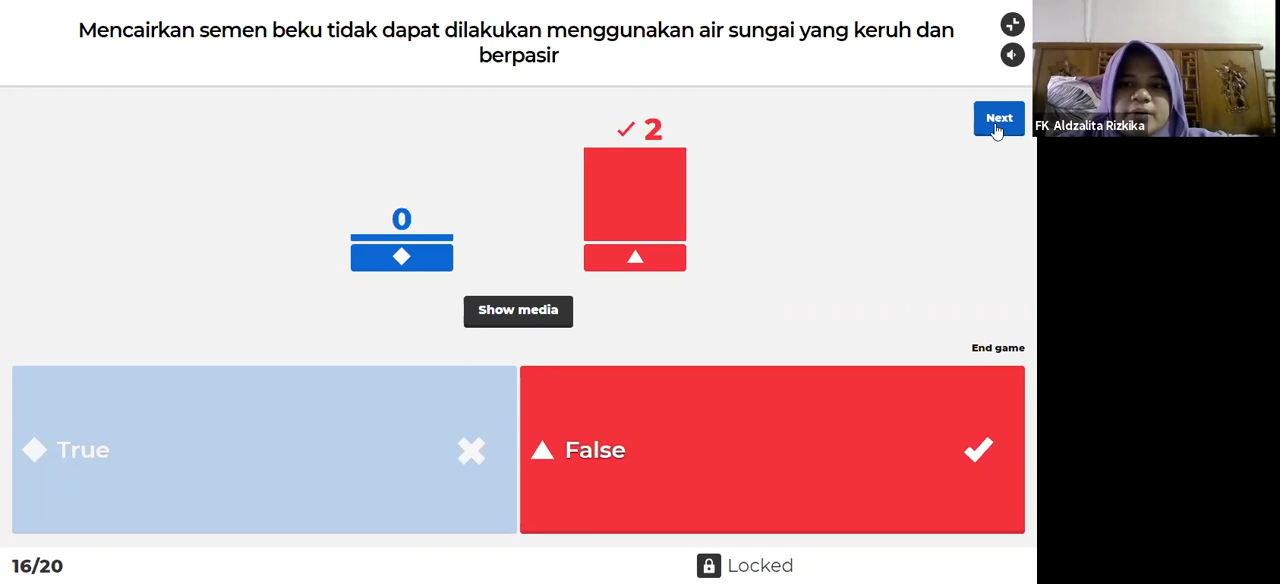 Mencairkan semen beku tidak dapat dilakukan menggunakan air sungai yang keruh dan
berpasir
Next
FK Aldzalita Rizkika
2
0
Show media
End game
True
False
16/20
Locked